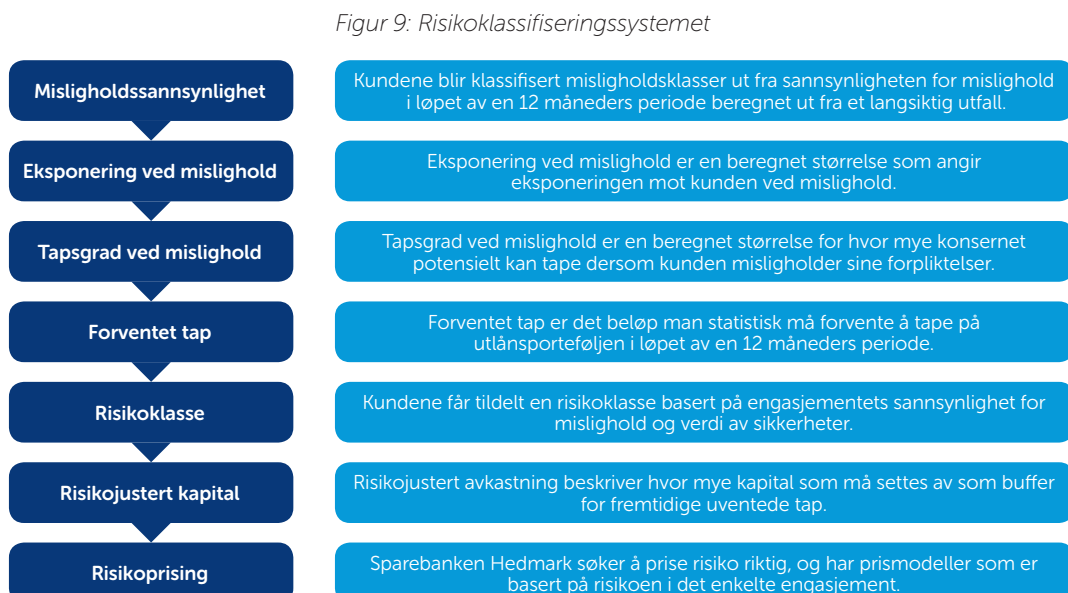 Figur 9: Risikoklassifiseringssystemet
Misligholdssannsynlighet
Kundene blir klassifisert misligholdsklasser ut fra sannsynligheten for mislighold
i løpet av en 12 måneders periode beregnet ut fra et langsiktig utfall.
Eksponering ved mislighold
Eksponering ved mislighold er en beregnet størrelse som angir
eksponeringen mot kunden ved mislighold.
Tapsgrad ved mislighold
Tapsgrad ved mislighold er en beregnet størrelse for hvor mye konsernet
potensielt kan tape dersom kunden misligholder sine forpliktelser.
Forventet tap
Forventet tap er det beløp man statistisk må forvente å tape på
utlånsporteføljen i løpet av en 12 måneders periode.
Risikoklasse
Kundene får tildelt en risikoklasse basert på engasjementets sannsynlighet for
mislighold og verdi av sikkerheter.
Risikojustert kapital
Risikojustert avkastning beskriver hvor mye kapital som må settes av som buffer
for fremtidige uventede tap.
Risikoprising
Sparebanken Hedmark søker å prise risiko riktig, og har prismodeller som er
basert på risikoen i det enkelte engasjement.